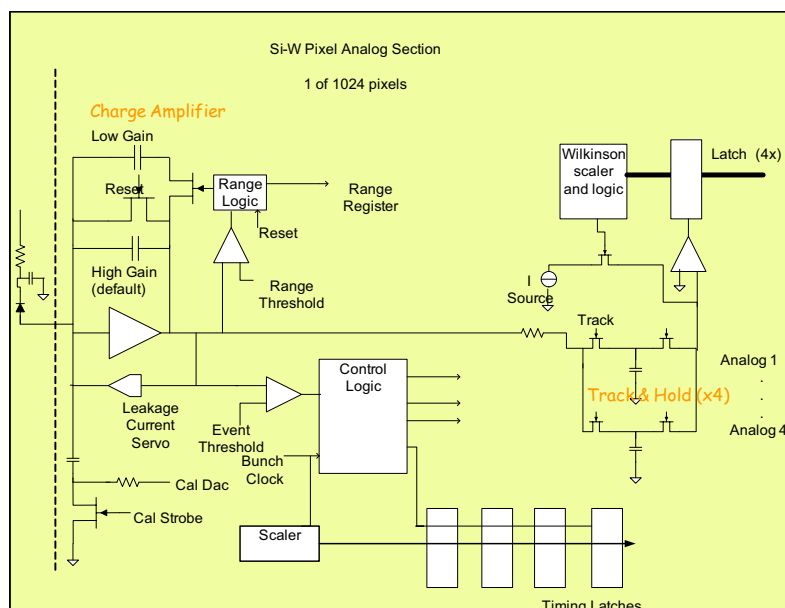 Si-W Pixel Analog Section
1 of 1024 pixels
Charge Amplifier
Low Gain
Reset
High Gain
(default)
Range
Logic
Range
Register
Reset
Range
Threshold
Wilkinson
scaler
and logic
Latch (4x)
I
Source
Track
Analog 1
.
.
.
Analog 4
Track & Hold (x4)
Leakage
Current
Servo
Control
Logic
Event
Threshold
Bunch
Clock
Cal Dac
Cal Strobe
Scaler
Timing Latches